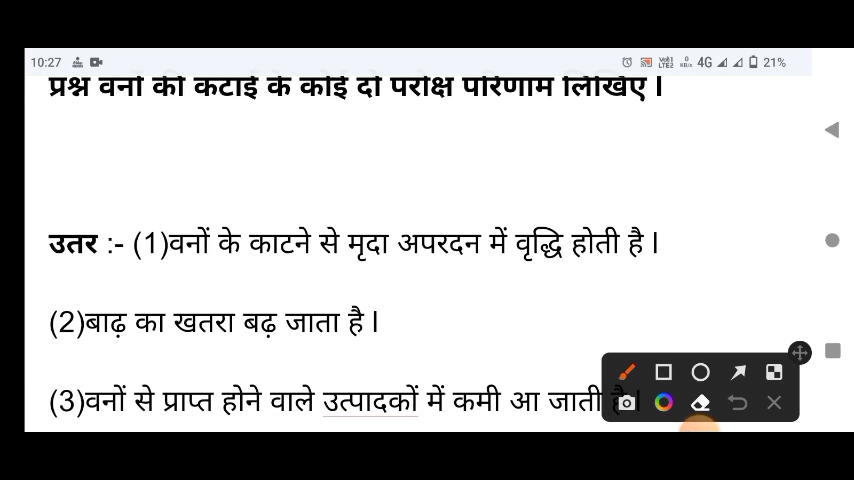 10:27 4G 21%
प्रश्न वनों की कटाई के कोई दो परोक्ष परिणाम लिखिए ।
उतर :- (1)वनों के काटने से मृदा अपरदन में वृद्धि होती है ।
(2)बाढ़ का खतरा बढ़ जाता है ।
(3)वनों से प्राप्त होने वाले उत्पादकों में कमी आ जाती है ।